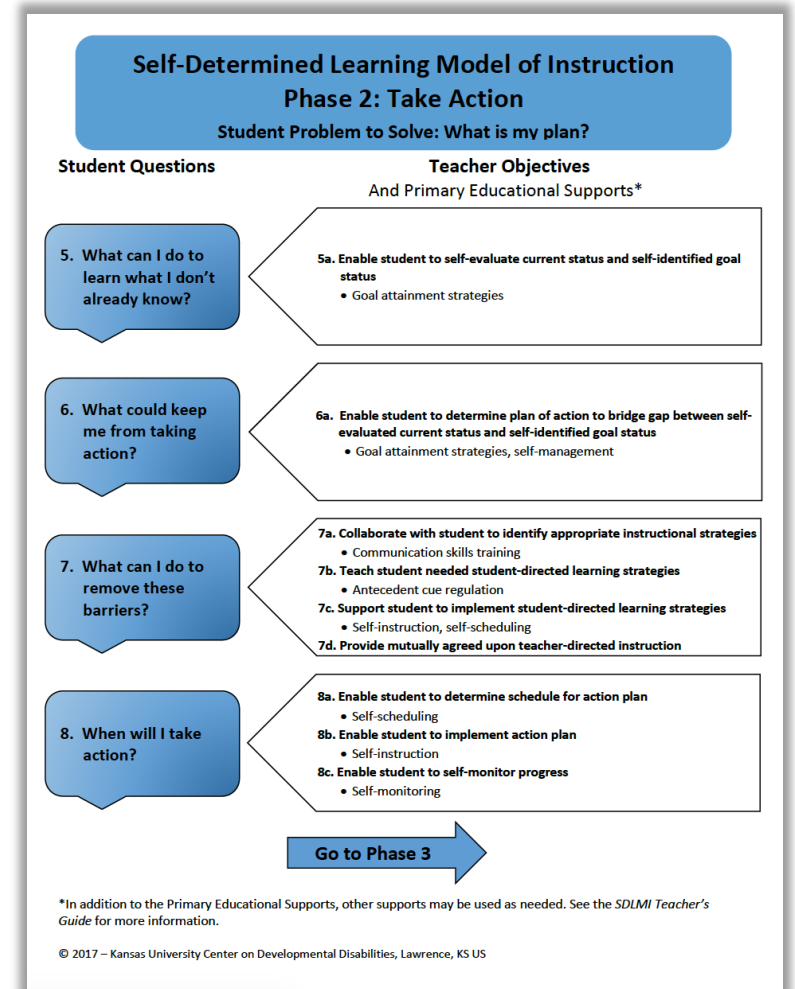 Self-Determined Learning Model of Instruction
Phase 2: Take Action
Student Problem to Solve: What is my plan?
Student Questions
Teacher Objectives
And Primary Educational Supports*
5. What can I do to
learn what I don't
already know?
5a. Enable student to self-evaluate current status and self-identified goal
status
• Goal attainment strategies
6. What could keep
me from taking
action?
6a. Enable student to determine plan of action to bridge gap between self-
evaluated current status and self-identified goal status
• Goal attainment strategies, self-management
7. What can I do to
remove these
barriers?
7a. Collaborate with student to identify appropriate instructional strategies
• Communication skills training
7b. Teach student needed student-directed learning strategies
• Antecedent cue regulation
7c. Support student to implement student-directed learning strategies
• Self-instruction, self-scheduling
7d. Provide mutually agreed upon teacher-directed instruction
8. When will I take
action?
8a. Enable student to determine schedule for action plan
• Self-scheduling
8b. Enable student to implement action plan
• Self-instruction
8c. Enable student to self-monitor progress
• Self-monitoring
Go to Phase 3
*In addition to the Primary Educational Supports, other supports may be used as needed. See the SDLMI Teacher's
Guide for more information.
© 2017 – Kansas University Center on Developmental Disabilities, Lawrence, KS US